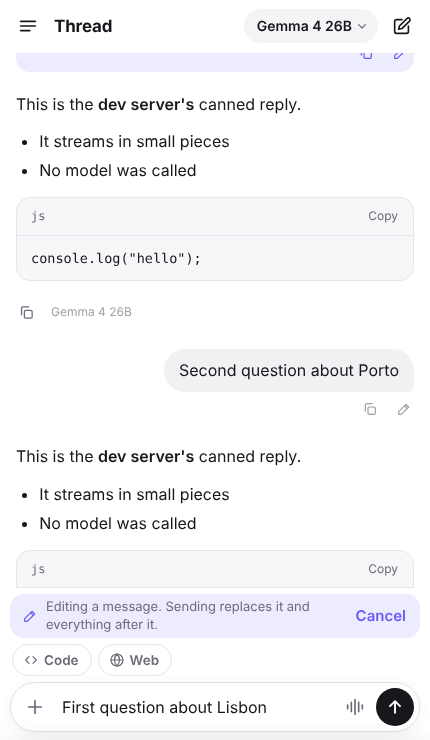 Thread
Gemma 4 26B
This is the dev server's canned reply.
It streams in small pieces
No model was called
js
Copy
console.log("hello");
Gemma 4 26B
Second question about Porto
This is the dev server's canned reply.
It streams in small pieces
No model was called
js
Copy
Editing a message. Sending replaces it and
everything after it.
Cancel
Code
Web
First question about Lisbon